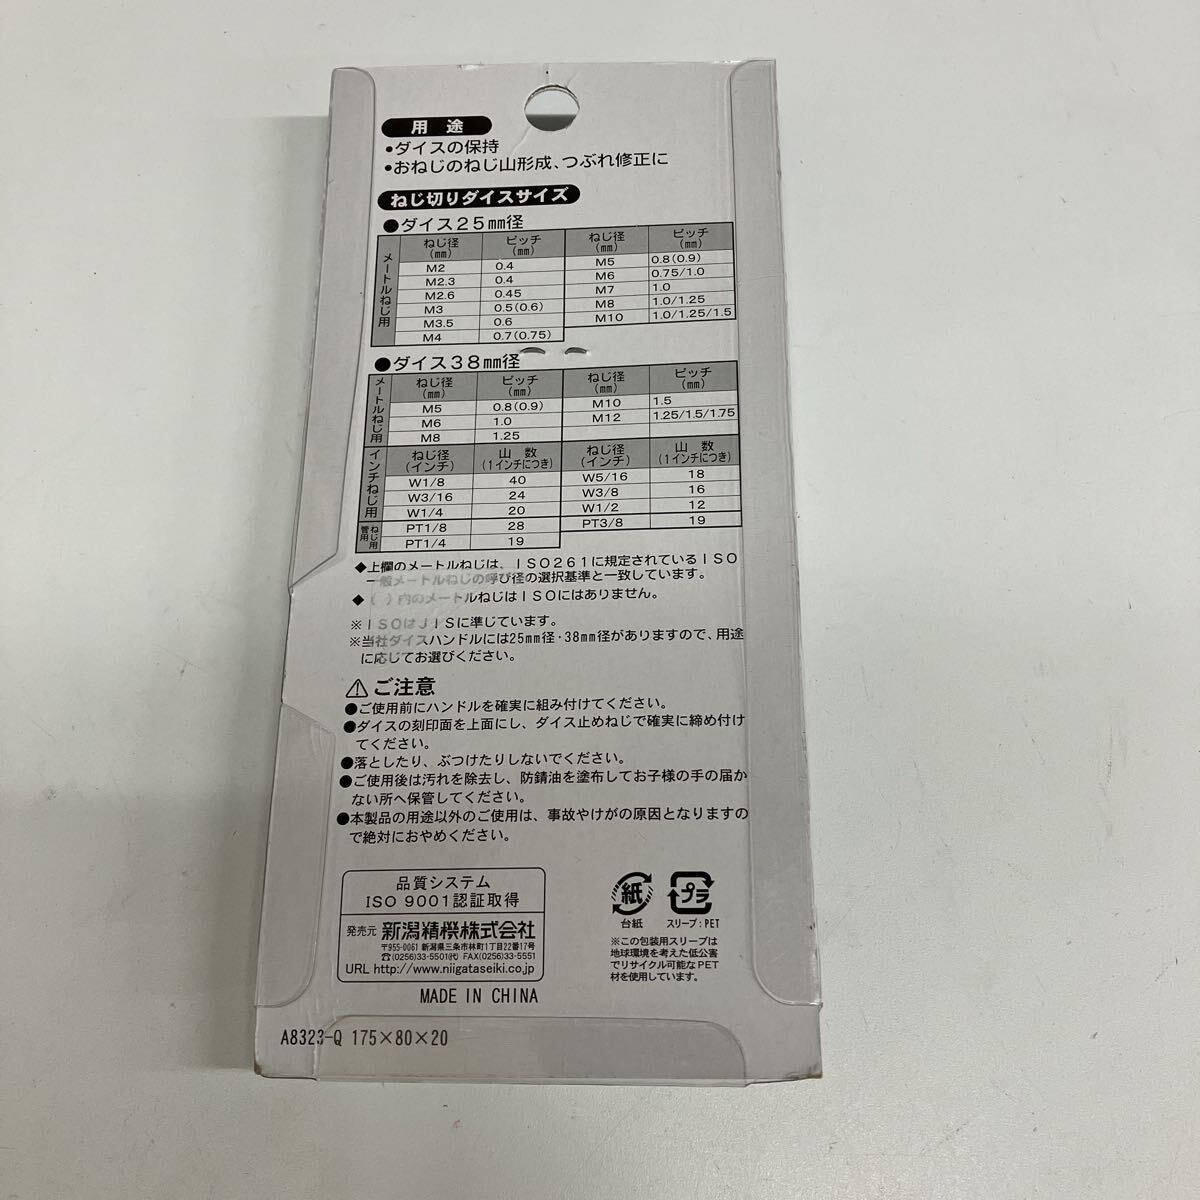 用途
•ダイスの保持
•おねじのねじ山形成、つぶれ修正に
ねじ切りダイスサイズ
●ダイス25mm径
メートルねじ用
ねじ径(mm) ピッチ(mm) ねじ径(mm) ピッチ(mm)
M2 0.4 M5 0.8(0.9)
M2.3 0.4 M6 0.75/1.0
M2.6 0.45 M7 1.0
M3 0.5(0.6) M8 1.0/1.25
M3.5 0.6 M10 1.0/1.25/1.5
M4 0.7(0.75)
●ダイス38mm径
メートルねじ用
ねじ径(mm) ピッチ(mm) ねじ径(mm) ピッチ(mm)
M5 0.8(0.9) M10 1.5
M6 1.0 M12 1.25/1.5/1.75
M8 1.25
インチねじ用
ねじ径(インチ) 山数(1インチにつき) ねじ径(インチ) 山数(1インチにつき)
W1/8 40 W5/16 18
W3/16 24 W3/8 16
W1/4 20 W1/2 12
管用ねじ用
PT1/8 28 PT3/8 19
PT1/4 19
◆上欄のメートルねじは、ISO261に規定されているISO
一般メートルねじの呼び径の選択基準と一致しています。
◆( )内のメートルねじはISOにはありません。
※ISOはJISに準じています。
※当社ダイスハンドルには25mm径・38mm径がありますので、用途
に応じてお選びください。
⚠ご注意
●ご使用前にハンドルを確実に組み付けてください。
●ダイスの刻印面を上面にし、ダイス止めねじで確実に締め付け
てください。
●落としたり、ぶつけたりしないでください。
●ご使用後は汚れを除去し、防錆油を塗布してお子様の手の届か
ない所へ保管してください。
●本製品の用途以外のご使用は、事故やけがの原因となりますの
で絶対におやめください。
品質システム
ISO 9001認証取得
発売元 新潟精機株式会社
〒955-0061 新潟県三条市林町1丁目22番17号
☎(0256)33-5501(代) FAX(0256)33-5551
URL http://www.niigataseiki.co.jp
紙
台紙
プラ
スリーブ:PET
※この包装用スリーブは
地球環境を考えた低公害
でリサイクル可能なPET
材を使用しています。
MADE IN CHINA
A8323-Q 175×80×20